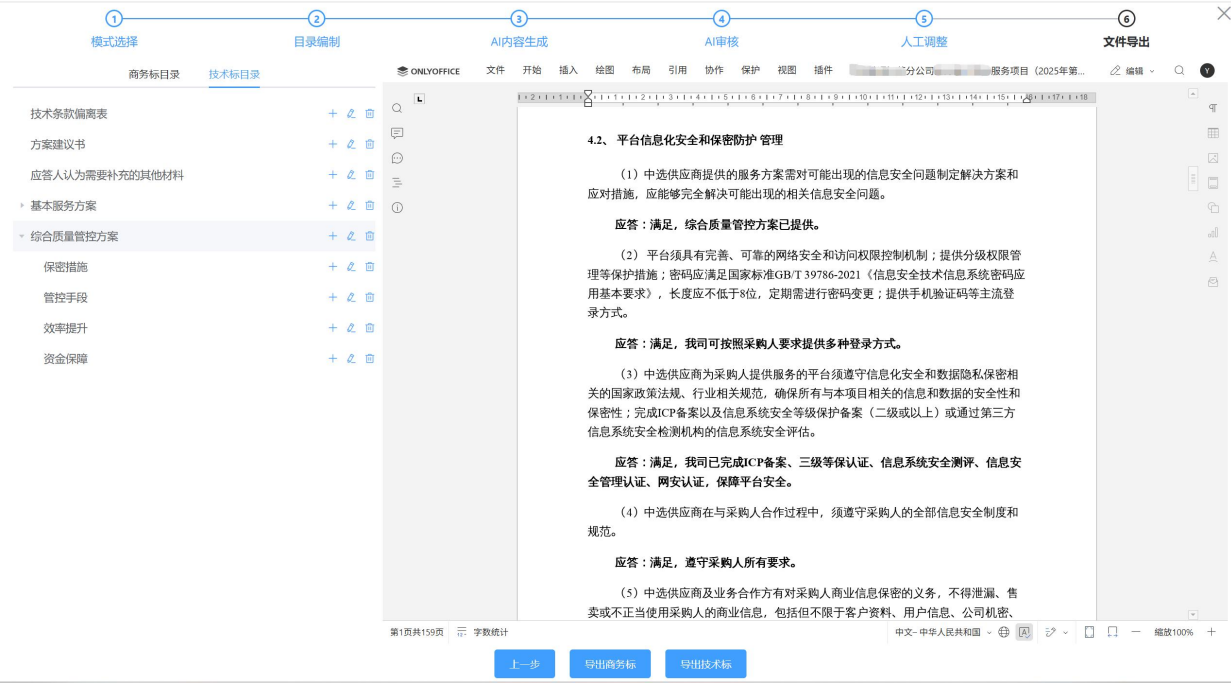 1 2 3 4 5 6
模式选择 目录编制 AI内容生成 AI审核 人工调整 文件导出
商务标目录 技术标目录
技术条款偏离表
方案建议书
应答人认为需要补充的其他材料
基本服务方案
综合质量管控方案
保密措施
管控手段
效率提升
资金保障
ONLYOFFICE 文件 开始 插入 绘图 布局 引用 协作 保护 视图 插件 分公司 服务项目（2025年第... 编辑 Y
2 1 1 2 3 4 5 6 7 8 9 10 11 12 13 14 15 16 17 18
4.2、 平台信息化安全和保密防护 管理
（1）中选供应商提供的服务方案需对可能出现的信息安全问题制定解决方案和
应对措施，应能够完全解决可能出现的相关信息安全问题。
应答：满足，综合质量管控方案已提供。
（2） 平台须具有完善、可靠的网络安全和访问权限控制机制；提供分级权限管
理等保护措施；密码应满足国家标准GB/T 39786-2021《信息安全技术信息系统密码应
用基本要求》，长度应不低于8位，定期需进行密码变更；提供手机验证码等主流登
录方式。
应答：满足，我司可按照采购人要求提供多种登录方式。
（3）中选供应商为采购人提供服务的平台须遵守信息化安全和数据隐私保密相
关的国家政策法规、行业相关规范，确保所有与本项目相关的信息和数据的安全性和
保密性；完成ICP备案以及信息系统安全等级保护备案（二级或以上）或通过第三方
信息系统安全检测机构的信息系统安全评估。
应答：满足，我司已完成ICP备案、三级等保认证、信息系统安全测评、信息安
全管理认证、网安认证，保障平台安全。
（4）中选供应商在与采购人合作过程中，须遵守采购人的全部信息安全制度和
规范。
应答：满足，遵守采购人所有要求。
（5）中选供应商及业务合作方有对采购人商业信息保密的义务，不得泄漏、售
卖或不正当使用采购人的商业信息，包括但不限于客户资料、用户信息、公司机密、
第1页共159页 字数统计 中文– 中华人民共和国 缩放100%
上一步 导出商务标 导出技术标